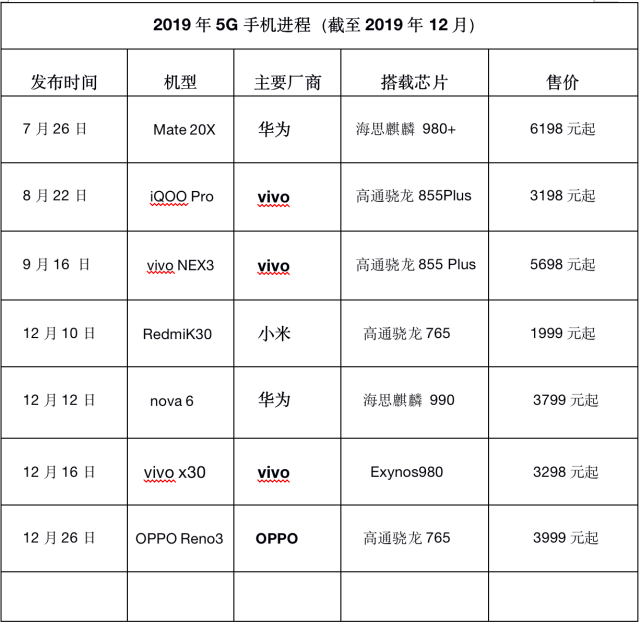 2019 年 5G 手机进程（截至 2019 年 12 月）
发布时间 机型 主要厂商 搭载芯片 售价
7 月 26 日 Mate 20X 华为 海思麒麟 980+ 6198 元起
8 月 22 日 iQOO Pro vivo 高通骁龙 855Plus 3198 元起
9 月 16 日 vivo NEX3 vivo 高通骁龙 855 Plus 5698 元起
12 月 10 日 RedmiK30 小米 高通骁龙 765 1999 元起
12 月 12 日 nova 6 华为 海思麒麟 990 3799 元起
12 月 16 日 vivo x30 vivo Exynos980 3298 元起
12 月 26 日 OPPO Reno3 OPPO 高通骁龙 765 3999 元起